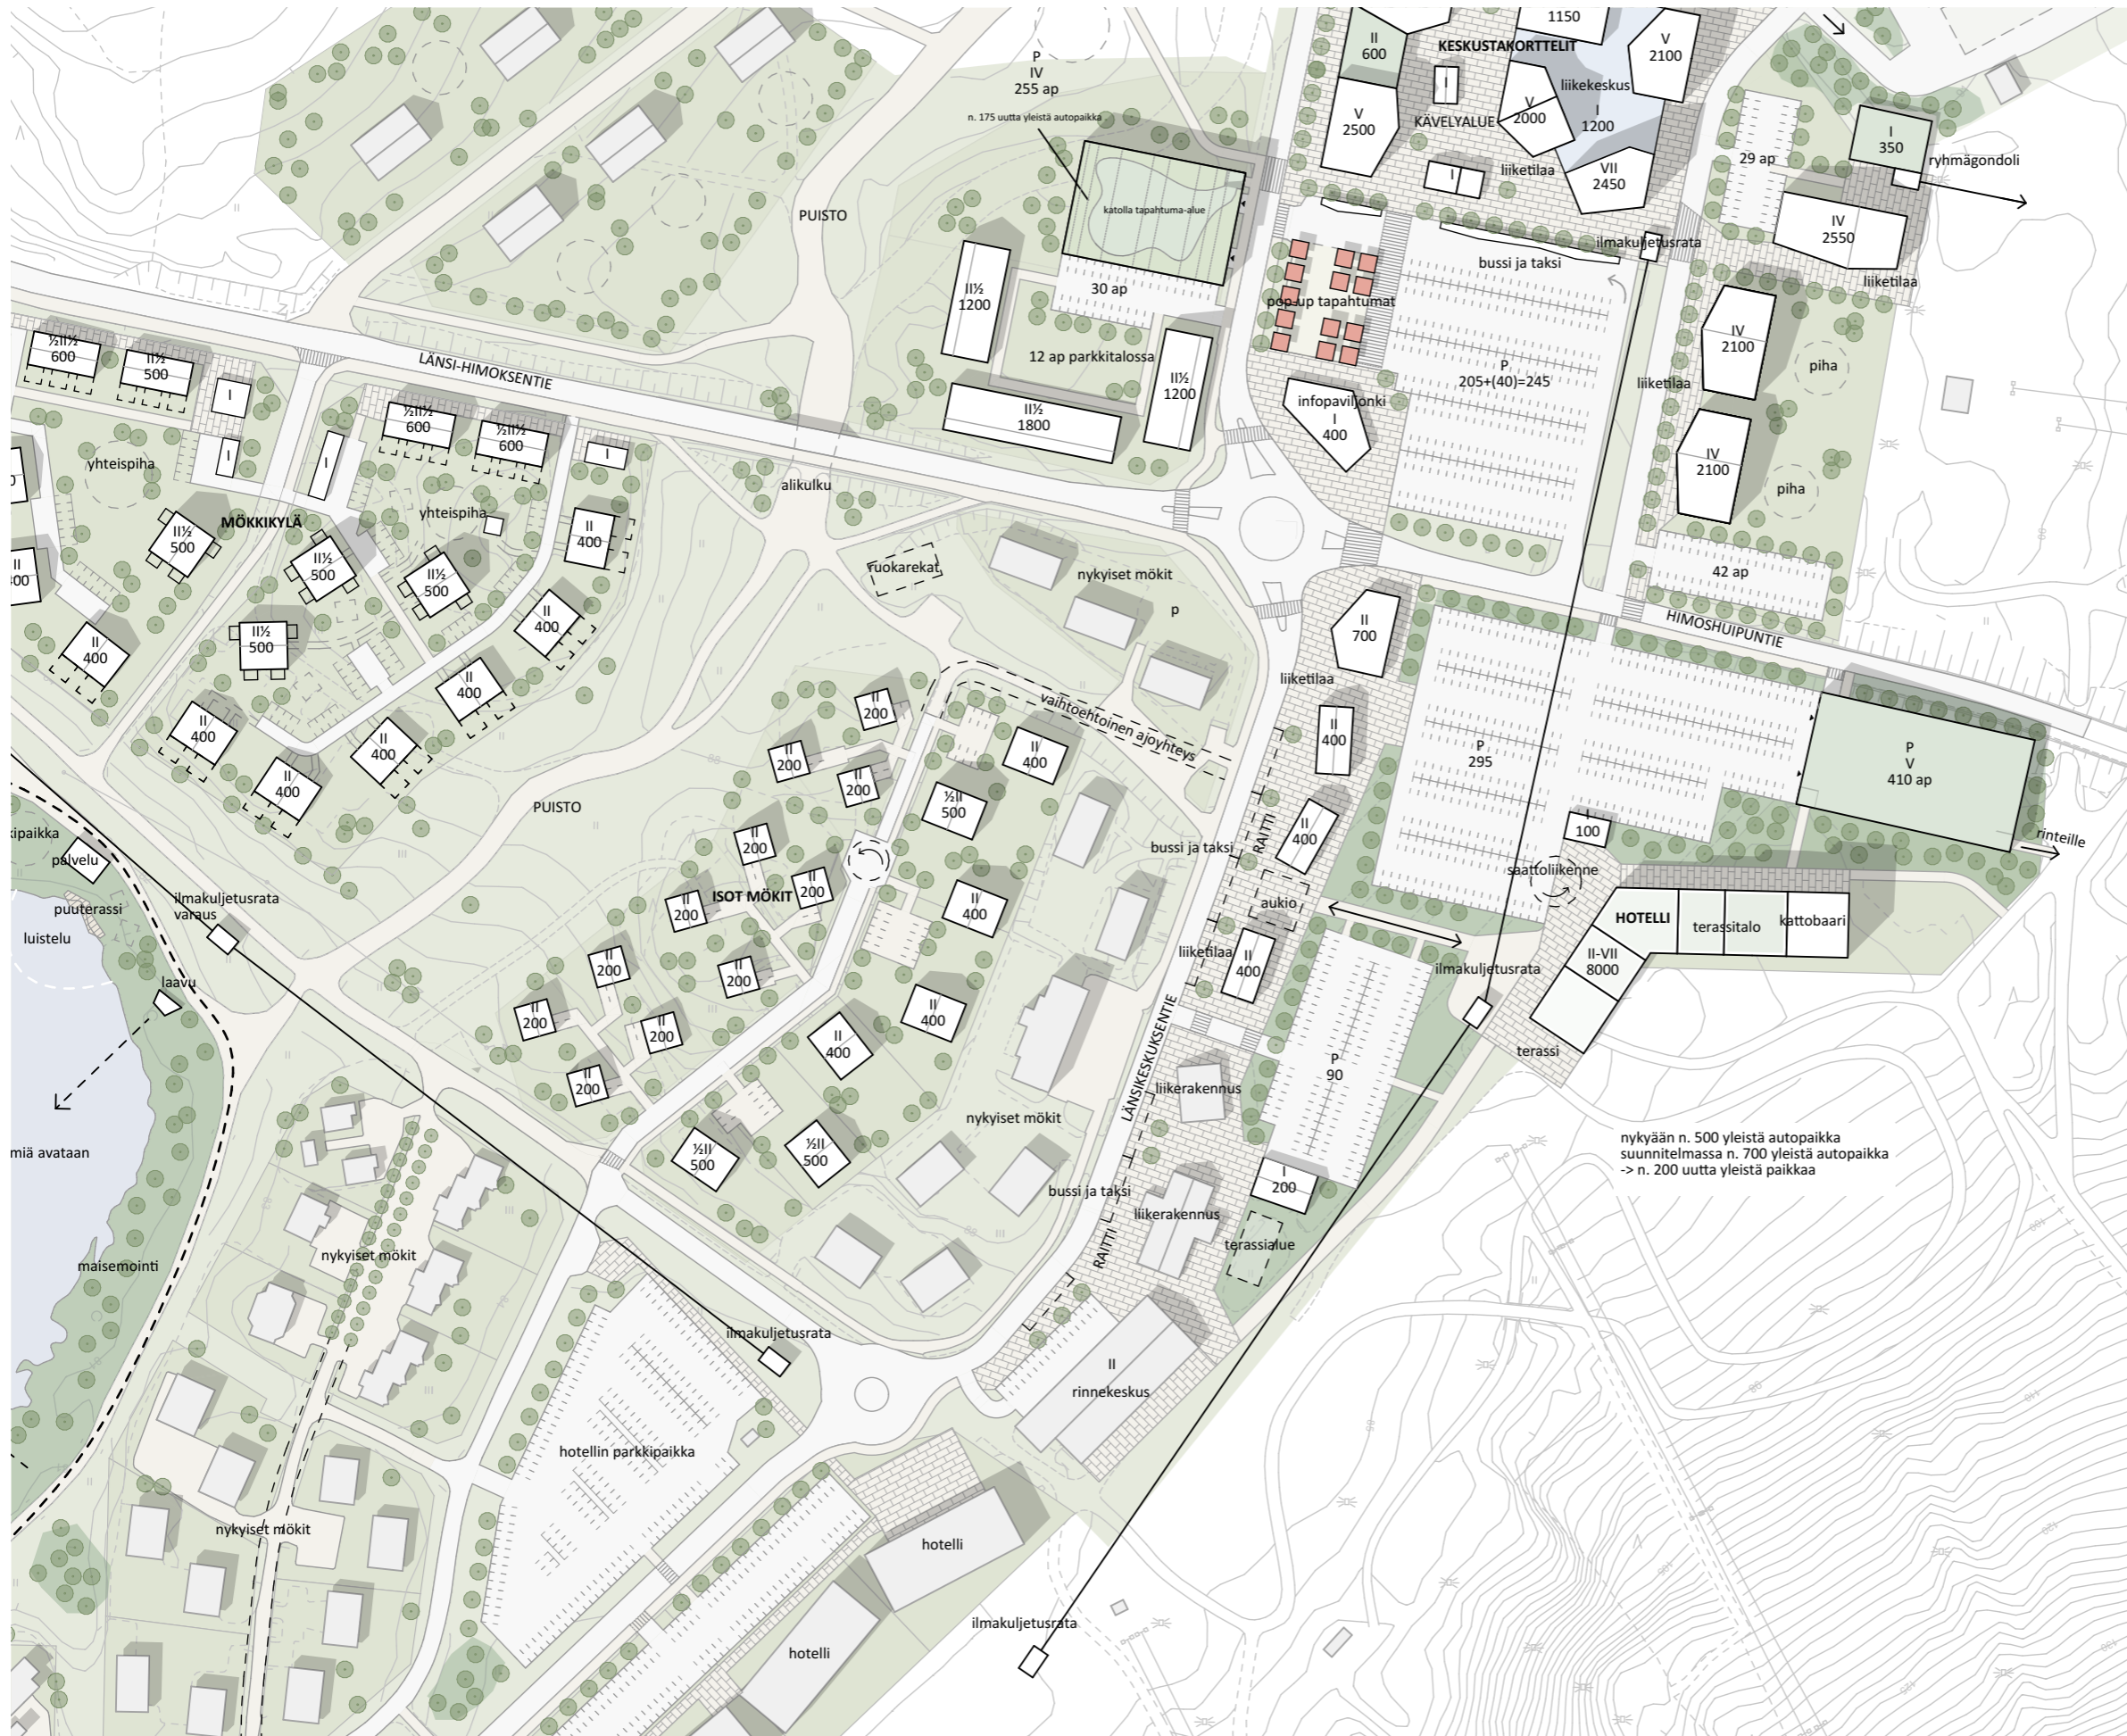 1150
KESKUSTAKORTTELIT
II
600
V
2100
P
IV
255 ap
n. 175 uutta yleistä autopaikka
I
liikekeskus
V
2000
I
1200
V
2500
KÄVELYALUE
I
350
29 ap
ryhmägondoli
I
liiketilaa
VII
2450
katolla tapahtuma-alue
PUISTO
IV
2550
ilmakuljetusrata
bussi ja taksi
liiketilaa
30 ap
II½
1200
pop-up tapahtumat
IV
2100
LÄNSI-HIMOKSENTIE
½II½
600
II½
500
I
12 ap parkkitalossa
II½
1200
P
205+(40)=245
liiketilaa
piha
infopaviljonki
I
400
½II½
600
½II½
600
I
II½
1800
I
I
yhteispiha
IV
2100
piha
alikulku
yhteispiha
MÖKKIKYLÄ
II½
500
II½
500
II½
500
II
400
II
ruokarekat
nykyiset mökit
p
42 ap
HIMOSHUIPUNTIE
II
400
II½
500
II
400
II
700
liiketilaa
II
400
II
400
II
400
II
400
II
200
vaihtoehtoinen ajoyhteys
II
400
II
400
P
295
P
V
410 ap
II
200
II
200
½II
500
PUISTO
palvelu
II
200
bussi ja taksi
RAITTI
II
400
I
100
rinteille
saattoliikenne
ilmakuljetusrata
varaus
puuterassi
luistelu
ISOT MÖKIT
II
200
II
200
II
400
aukio
HOTELLI
terassitalo
kattobaari
II-VII
8000
II
200
II
200
liiketilaa
II
400
ilmakuljetusrata
laavu
II
200
II
200
II
400
II
400
terassi
LÄNSIKESKUKSENTIE
II
200
liikerakennus
P
90
nykyiset mökit
miä avataan
½II
500
½II
500
nykyään n. 500 yleistä autopaikka
suunnitelmassa n. 700 yleistä autopaikka
-> n. 200 uutta yleistä paikkaa
bussi ja taksi
I
200
liikerakennus
RAITTI
terassialue
nykyiset mökit
maisemointi
ilmakuljetusrata
II
rinnekeskus
hotellin parkkipaikka
nykyiset mökit
hotelli
ilmakuljetusrata
hotelli